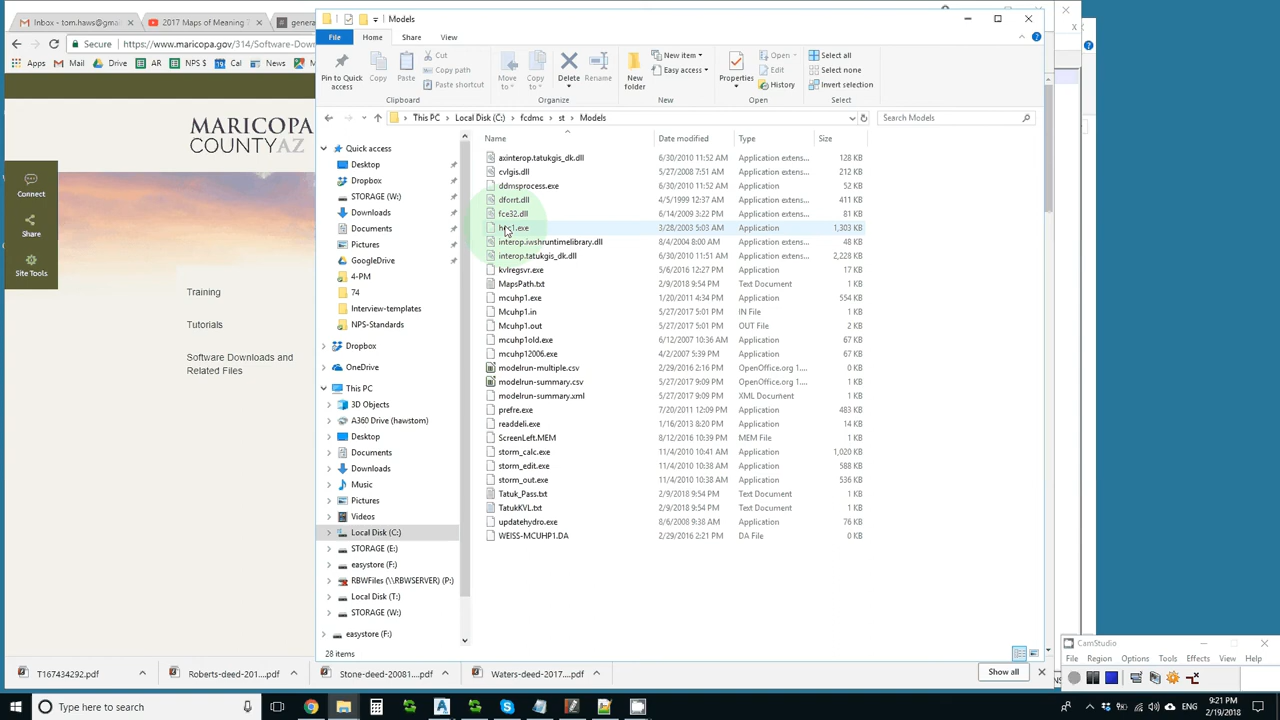 Inbox - tom.haws@gmail
2017 Maps of Meaning
Secure
https://www.maricopa.gov/314/Software-Dow
Apps
Mail
Drive
AR
NPS $
Cal
News
MARICOPA
COUNTY AZ
Connect
Share
Site Tools
Training
Tutorials
Software Downloads and
Related Files
Models
File
Home
Share
View
Pin to Quick
access
Copy
Paste
Cut
Copy path
Paste shortcut
Clipboard
Move
to
Copy
to
Delete
Rename
Organize
New
folder
New item
Easy access
New
Properties
Open
Edit
History
Open
Select all
Select none
Invert selection
Select
This PC > Local Disk (C:) > fcdmc > st > Models
Search Models
Quick access
Desktop
Dropbox
STORAGE (W:)
Downloads
Documents
Pictures
GoogleDrive
4-PM
74
Interview-templates
NPS-Standards
Dropbox
OneDrive
This PC
3D Objects
A360 Drive (hawstom)
Desktop
Documents
Downloads
Music
Pictures
Videos
Local Disk (C:)
STORAGE (E:)
easystore (F:)
RBWFiles (\\RBWSERVER) (P:)
Local Disk (T:)
STORAGE (W:)
easystore (F:)
Name Date modified Type Size
axinterop.tatukgis_dk.dll 6/30/2010 11:52 AM Application extens... 128 KB
cvlgis.dll 5/27/2008 7:51 AM Application extens... 212 KB
ddmsprocess.exe 6/30/2010 11:52 AM Application 52 KB
dforrt.dll 4/5/1999 12:37 AM Application extens... 411 KB
fce32.dll 6/14/2009 3:22 PM Application extens... 81 KB
hec1.exe 3/28/2003 5:03 AM Application 1,303 KB
interop.iwshruntimelibrary.dll 8/4/2004 8:00 AM Application extens... 48 KB
interop.tatukgis_dk.dll 6/30/2010 11:51 AM Application extens... 2,228 KB
kvlregsvr.exe 5/6/2016 12:27 PM Application 17 KB
MapsPath.txt 2/9/2018 9:54 PM Text Document 1 KB
mcuhp1.exe 1/20/2011 4:34 PM Application 554 KB
Mcuhp1.in 5/27/2017 5:01 PM IN File 1 KB
Mcuhp1.out 5/27/2017 5:01 PM OUT File 2 KB
mcuhp1old.exe 6/12/2007 10:36 AM Application 67 KB
mcuhp12006.exe 4/2/2007 5:39 PM Application 67 KB
modelrun-multiple.csv 2/29/2016 2:16 PM OpenOffice.org 1.... 0 KB
modelrun-summary.csv 5/27/2017 9:09 PM OpenOffice.org 1.... 1 KB
modelrun-summary.xml 5/27/2017 9:09 PM XML Document 1 KB
prefre.exe 7/20/2011 12:09 PM Application 483 KB
readdeli.exe 1/16/2013 8:20 PM Application 14 KB
ScreenLeft.MEM 8/12/2016 10:39 PM MEM File 1 KB
storm_calc.exe 11/4/2010 10:41 AM Application 1,020 KB
storm_edit.exe 11/4/2010 10:38 AM Application 588 KB
storm_out.exe 11/4/2010 10:38 AM Application 536 KB
Tatuk_Pass.txt 2/9/2018 9:54 PM Text Document 1 KB
TatukKVL.txt 2/9/2018 9:54 PM Text Document 1 KB
updatehydro.exe 8/6/2008 9:38 AM Application 76 KB
WEISS-MCUHP1.DA 2/29/2016 2:21 PM DA File 0 KB
28 items
CamStudio
File Region Options Tools Effects View Help
T167434292.pdf
Roberts-deed-201....pdf
Stone-deed-20081....pdf
Waters-deed-2017....pdf
Show all
Type here to search
ENG
9:21 PM
2/19/2018